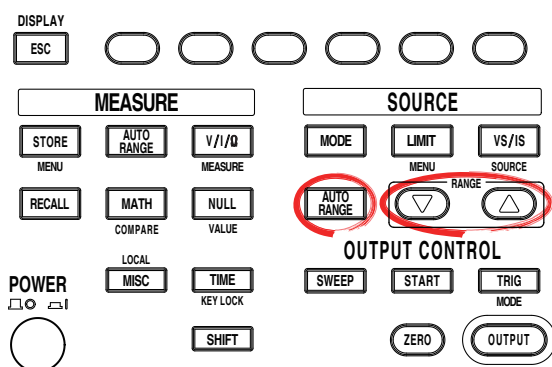 DISPLAY
ESC
MEASURE
SOURCE
STORE
AUTO RANGE
V/I/Ω
MODE
LIMIT
VS/IS
MENU
MEASURE
MENU
SOURCE
RECALL
MATH
NULL
AUTO RANGE
RANGE
COMPARE
VALUE
OUTPUT CONTROL
LOCAL
POWER
MISC
TIME
SWEEP
START
TRIG
KEY LOCK
MODE
SHIFT
ZERO
OUTPUT